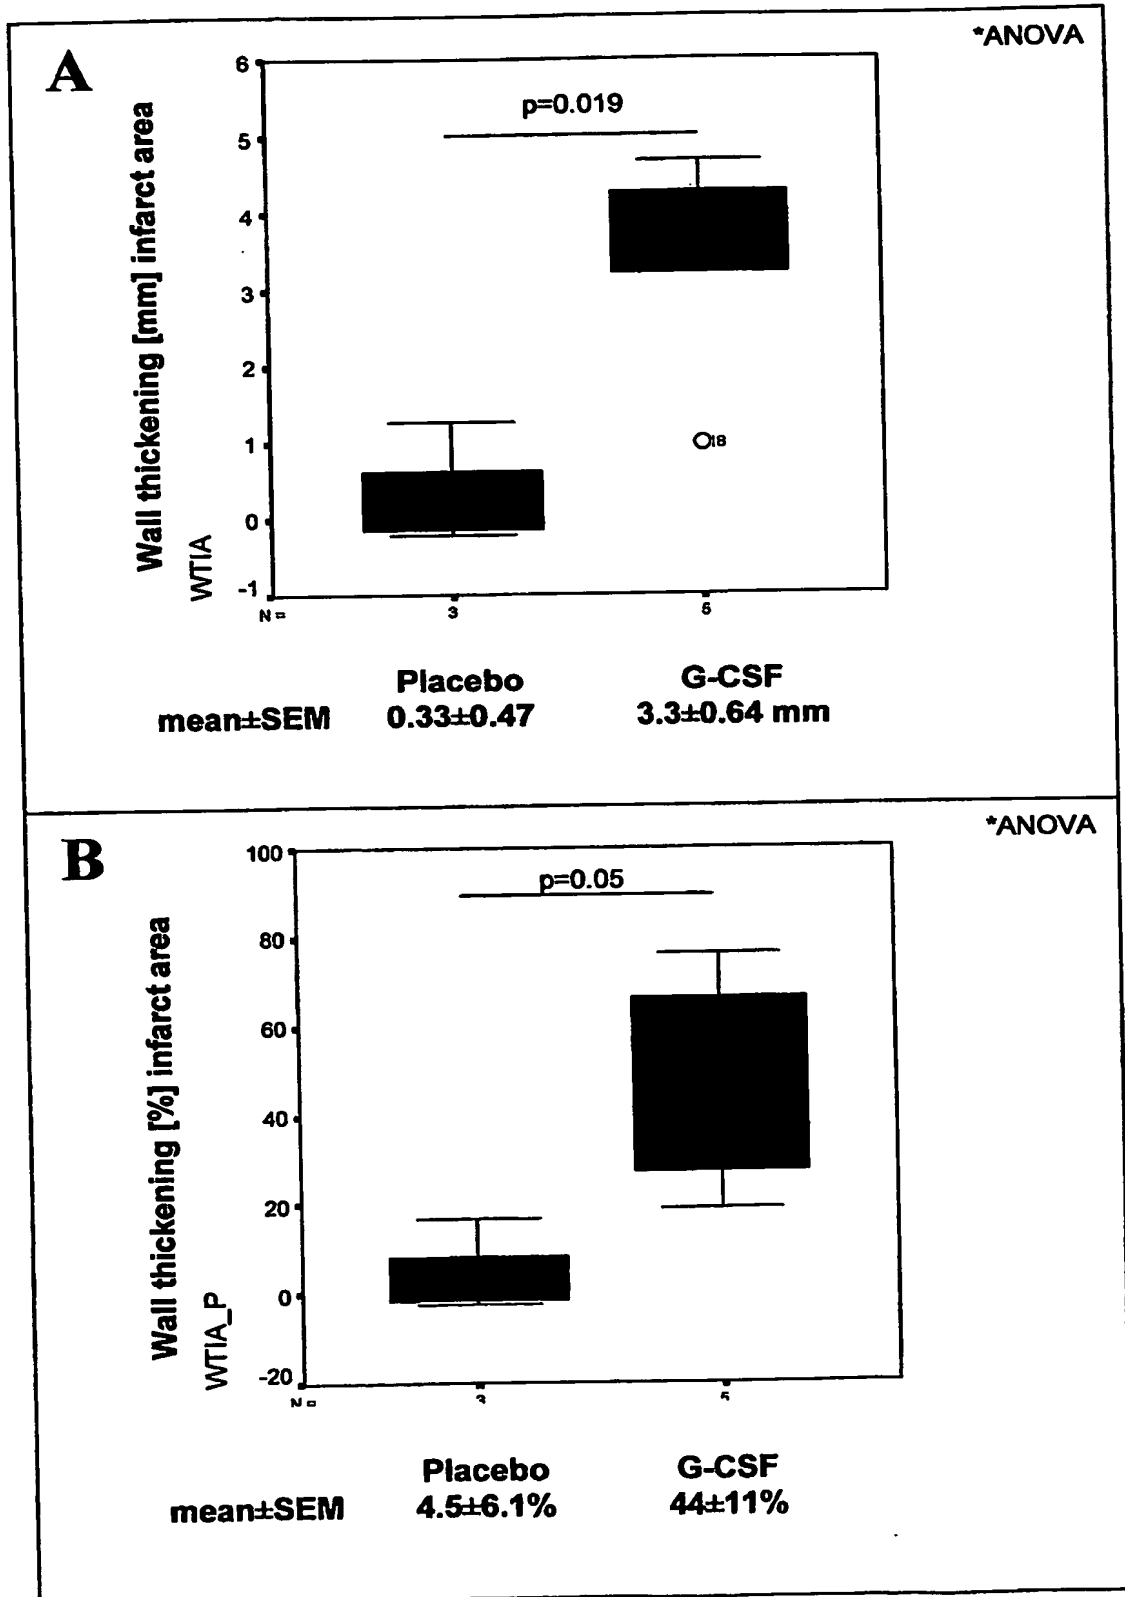 A
*ANOVA
Wall thickening [mm] infarct area
WTIA
6
5
4
3
2
1
0
-1
p=0.019
18
N =
3
5
Placebo
G-CSF
mean±SEM
0.33±0.47
3.3±0.64 mm
B
*ANOVA
Wall thickening [%] infarct area
WTIA_P
100
80
60
40
20
0
-20
p=0.05
N =
3
5
Placebo
G-CSF
mean±SEM
4.5±6.1%
44±11%